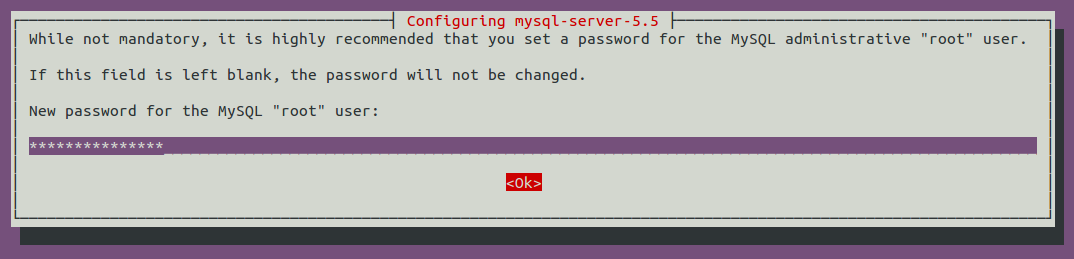 Configuring mysql-server-5.5
While not mandatory, it is highly recommended that you set a password for the MySQL administrative "root" user.
If this field is left blank, the password will not be changed.
New password for the MySQL "root" user:
***************
<Ok>